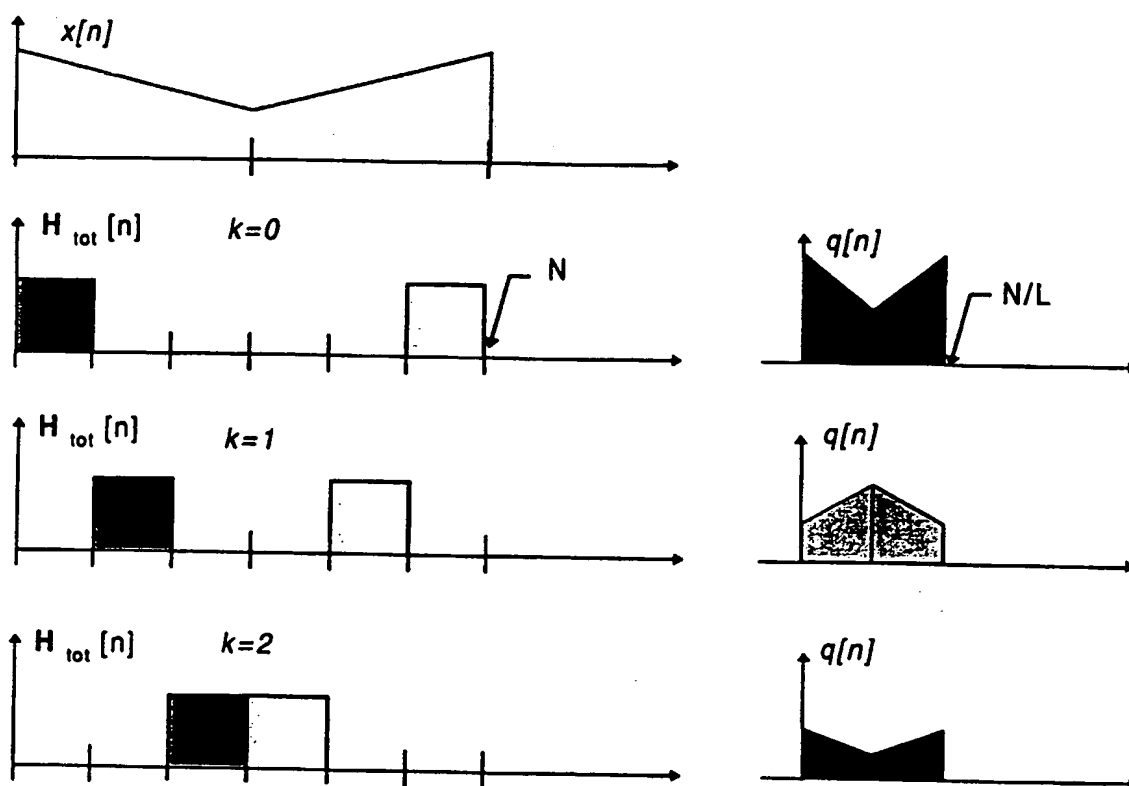 x[n]
H tot [n] k=0
N
q[n]
N/L
H tot [n] k=1
q[n]
H tot [n] k=2
q[n]